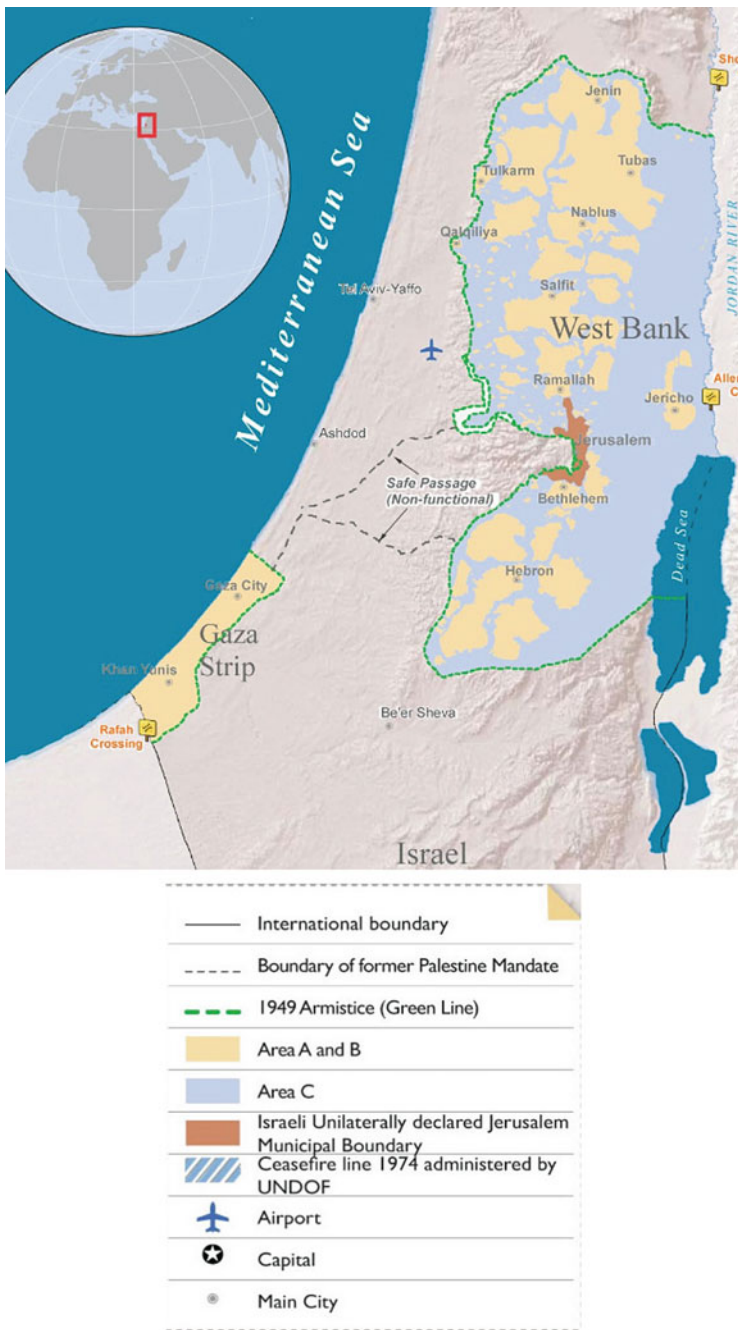 Sho
Jenin
Tulkarm
Tubas
Nablus
Qalqiliya
Mediterranean Sea
JORDAN RIVER
Tel Aviv-Yaffo
Salfit
West Bank
Ramallah
Jericho
Allen
C
Ashdod
Jerusalem
Safe Passage
(Non-functional)
Bethlehem
Dead Sea
Hebron
Gaza City
Gaza
Strip
Khan Yunis
Rafah
Crossing
Be'er Sheva
Israel
International boundary
Boundary of former Palestine Mandate
1949 Armistice (Green Line)
Area A and B
Area C
Israeli Unilaterally declared Jerusalem
Municipal Boundary
Ceasefire line 1974 administered by
UNDOF
Airport
Capital
Main City